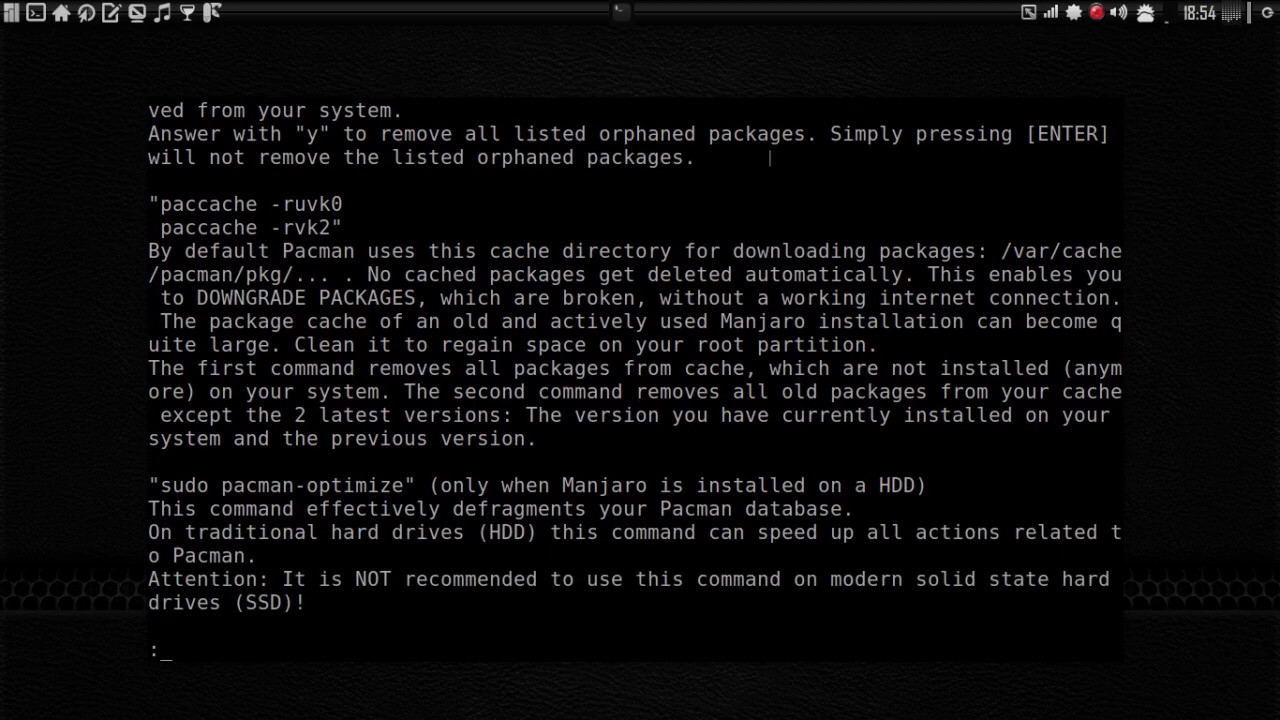 18:54
ved from your system.
Answer with "y" to remove all listed orphaned packages. Simply pressing [ENTER]
will not remove the listed orphaned packages.
"paccache -ruvk0
paccache -rvk2"
By default Pacman uses this cache directory for downloading packages: /var/cache
/pacman/pkg/... . No cached packages get deleted automatically. This enables you
to DOWNGRADE PACKAGES, which are broken, without a working internet connection.
The package cache of an old and actively used Manjaro installation can become q
uite large. Clean it to regain space on your root partition.
The first command removes all packages from cache, which are not installed (anym
ore) on your system. The second command removes all old packages from your cache
except the 2 latest versions: The version you have currently installed on your
system and the previous version.
"sudo pacman-optimize" (only when Manjaro is installed on a HDD)
This command effectively defragments your Pacman database.
On traditional hard drives (HDD) this command can speed up all actions related t
o Pacman.
Attention: It is NOT recommended to use this command on modern solid state hard
drives (SSD)!
:_